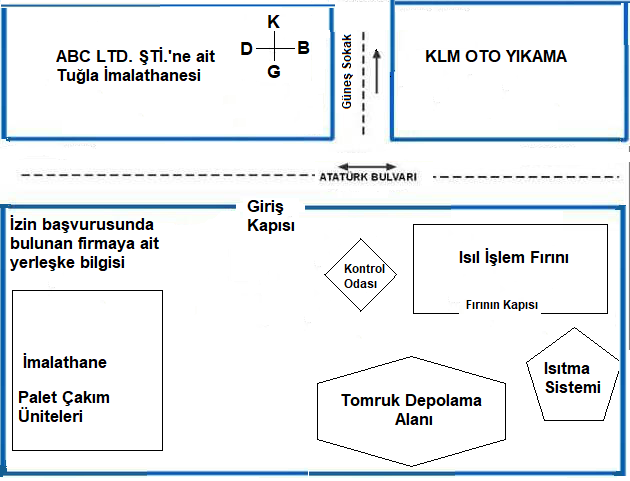 ABC LTD. ŞTİ.'ne ait
Tuğla İmalathanesi
K
D
B
G
Güneş Sokak
KLM OTO YIKAMA
ATATÜRK BULVARI
İzin başvurusunda
bulunan firmaya ait
yerleşke bilgisi
Giriş
Kapısı
Kontrol
Odası
Isıl İşlem Fırını
Fırının Kapısı
İmalathane
Palet Çakım
Üniteleri
Tomruk Depolama
Alanı
Isıtma
Sistemi